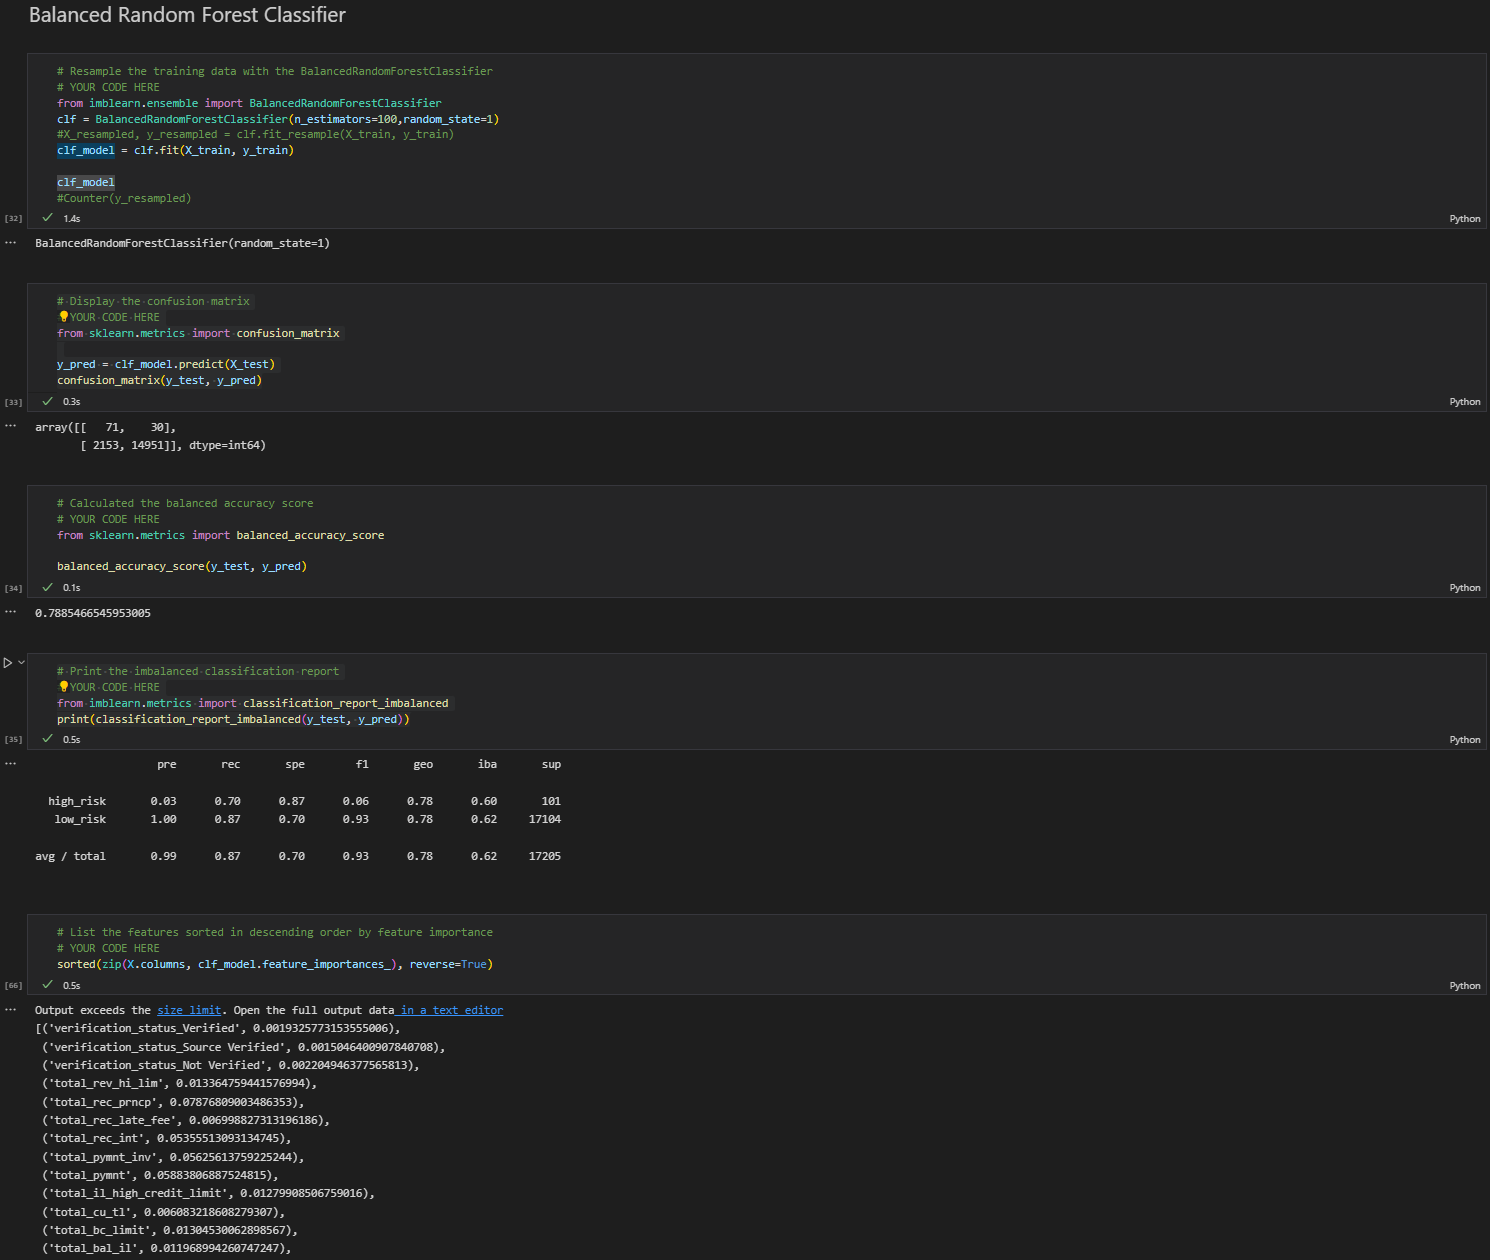 Balanced Random Forest Classifier
# Resample the training data with the BalancedRandomForestClassifier
# YOUR CODE HERE
from imblearn.ensemble import BalancedRandomForestClassifier
clf = BalancedRandomForestClassifier(n_estimators=100,random_state=1)
#X_resampled, y_resampled = clf.fit_resample(X_train, y_train)
clf_model = clf.fit(X_train, y_train)
clf_model
#Counter(y_resampled)
[32] 1.4s Python
BalancedRandomForestClassifier(random_state=1)
# Display the confusion matrix
YOUR CODE HERE
from sklearn.metrics import confusion_matrix
y_pred = clf_model.predict(X_test)
confusion_matrix(y_test, y_pred)
[33] 0.3s Python
array([[   71,    30],
       [ 2153, 14951]], dtype=int64)
# Calculated the balanced accuracy score
# YOUR CODE HERE
from sklearn.metrics import balanced_accuracy_score
balanced_accuracy_score(y_test, y_pred)
[34] 0.1s Python
0.7885466545953005
# Print the imbalanced classification report
YOUR CODE HERE
from imblearn.metrics import classification_report_imbalanced
print(classification_report_imbalanced(y_test, y_pred))
[35] 0.5s Python
pre rec spe f1 geo iba sup
high_risk 0.03 0.70 0.87 0.06 0.78 0.60 101
low_risk 1.00 0.87 0.70 0.93 0.78 0.62 17104
avg / total 0.99 0.87 0.70 0.93 0.78 0.62 17205
# List the features sorted in descending order by feature importance
# YOUR CODE HERE
sorted(zip(X.columns, clf_model.feature_importances_), reverse=True)
[66] 0.5s Python
Output exceeds the size limit. Open the full output data in a text editor
[('verification_status_Verified', 0.0019325773153555006),
('verification_status_Source Verified', 0.0015046400907840708),
('verification_status_Not Verified', 0.002204946377565813),
('total_rev_hi_lim', 0.013364759441576994),
('total_rec_prncp', 0.07876809003486353),
('total_rec_late_fee', 0.006998827313196186),
('total_rec_int', 0.05355513093134745),
('total_pymnt_inv', 0.05625613759225244),
('total_pymnt', 0.05883806887524815),
('total_il_high_credit_limit', 0.01279908506759016),
('total_cu_tl', 0.006083218608279307),
('total_bc_limit', 0.01304530062898567),
('total_bal_il', 0.011968994260747247),